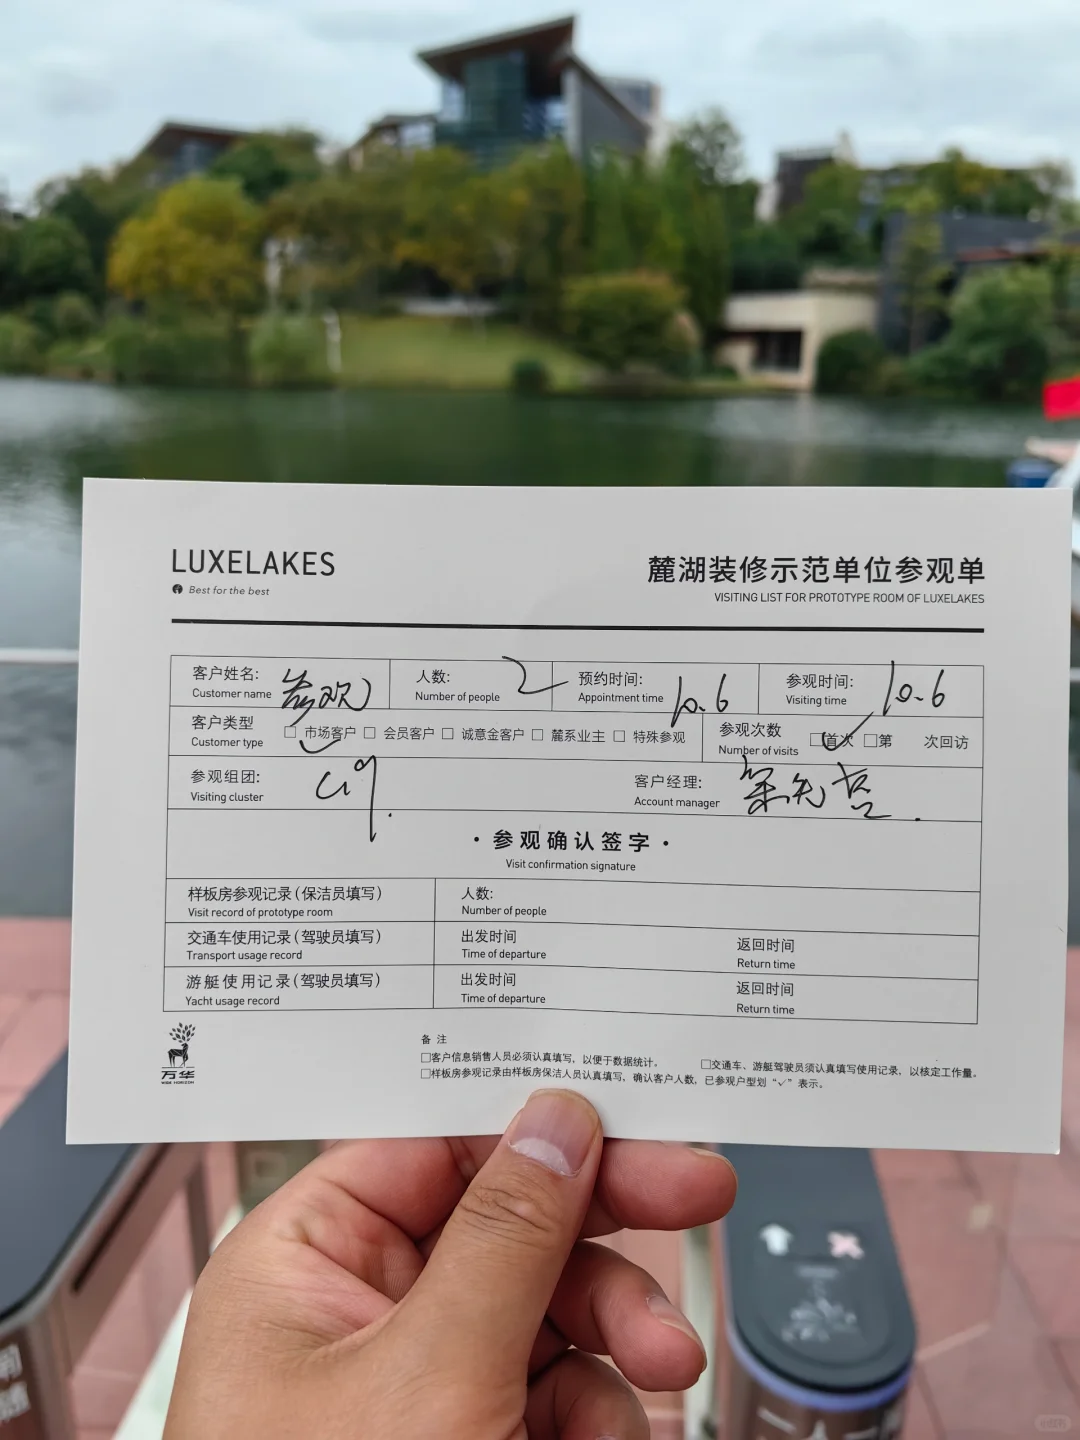 LUXELAKES
Best for the best
麓湖装修示范单位参观单
VISITING LIST FOR PROTOTYPE ROOM OF LUXELAKES
客户姓名: 参观
Customer name
人数: 2
Number of people
预约时间: 10.6
Appointment time
参观时间: 10.6
Visiting time
客户类型 □ 市场客户 □ 会员客户 □ 诚意金客户 □ 麓系业主 □ 特殊参观
Customer type
参观次数 □首次 ✓ □第 次回访
Number of visits
参观组团:
Visiting cluster
客户经理:
Account manager
· 参观确认签字 ·
Visit confirmation signature
样板房参观记录(保洁员填写)
Visit record of prototype room
人数:
Number of people
交通车使用记录(驾驶员填写)
Transport usage record
出发时间
Time of departure
返回时间
Return time
游艇使用记录(驾驶员填写)
Yacht usage record
出发时间
Time of departure
返回时间
Return time
万华
WIDE HORIZON
备 注
□客户信息销售人员必须认真填写，以便于数据统计。 □交通车、游艇驾驶员须认真填写使用记录，以核定工作量。
□样板房参观记录由样板房保洁人员认真填写，确认客户人数，已参观户型划“✓”表示。
小红书